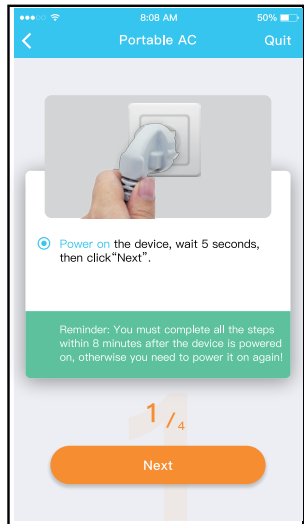 8:08 AM
50%
Portable AC
Quit
Power on the device, wait 5 seconds,
then click“Next”.
Reminder: You must complete all the steps
within 8 minutes after the device is powered
on, otherwise you need to power it on again!
1/4
Next